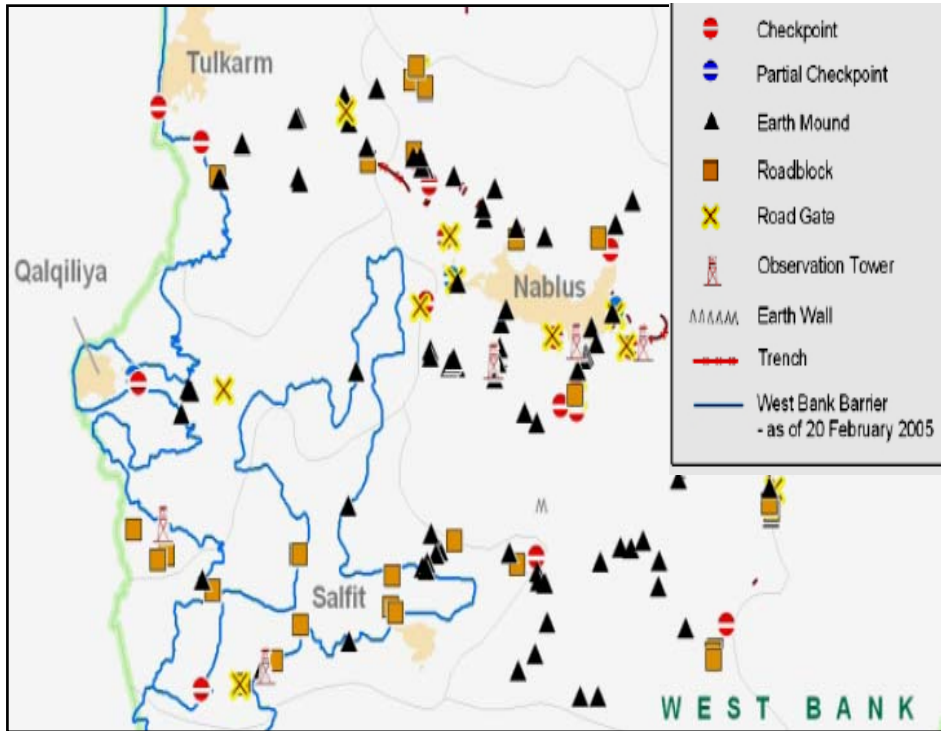 Tulkarm
Qalqiliya
Nablus
Salfit
WEST BANK
Checkpoint
Partial Checkpoint
Earth Mound
Roadblock
Road Gate
Observation Tower
Earth Wall
Trench
West Bank Barrier
- as of 20 February 2005